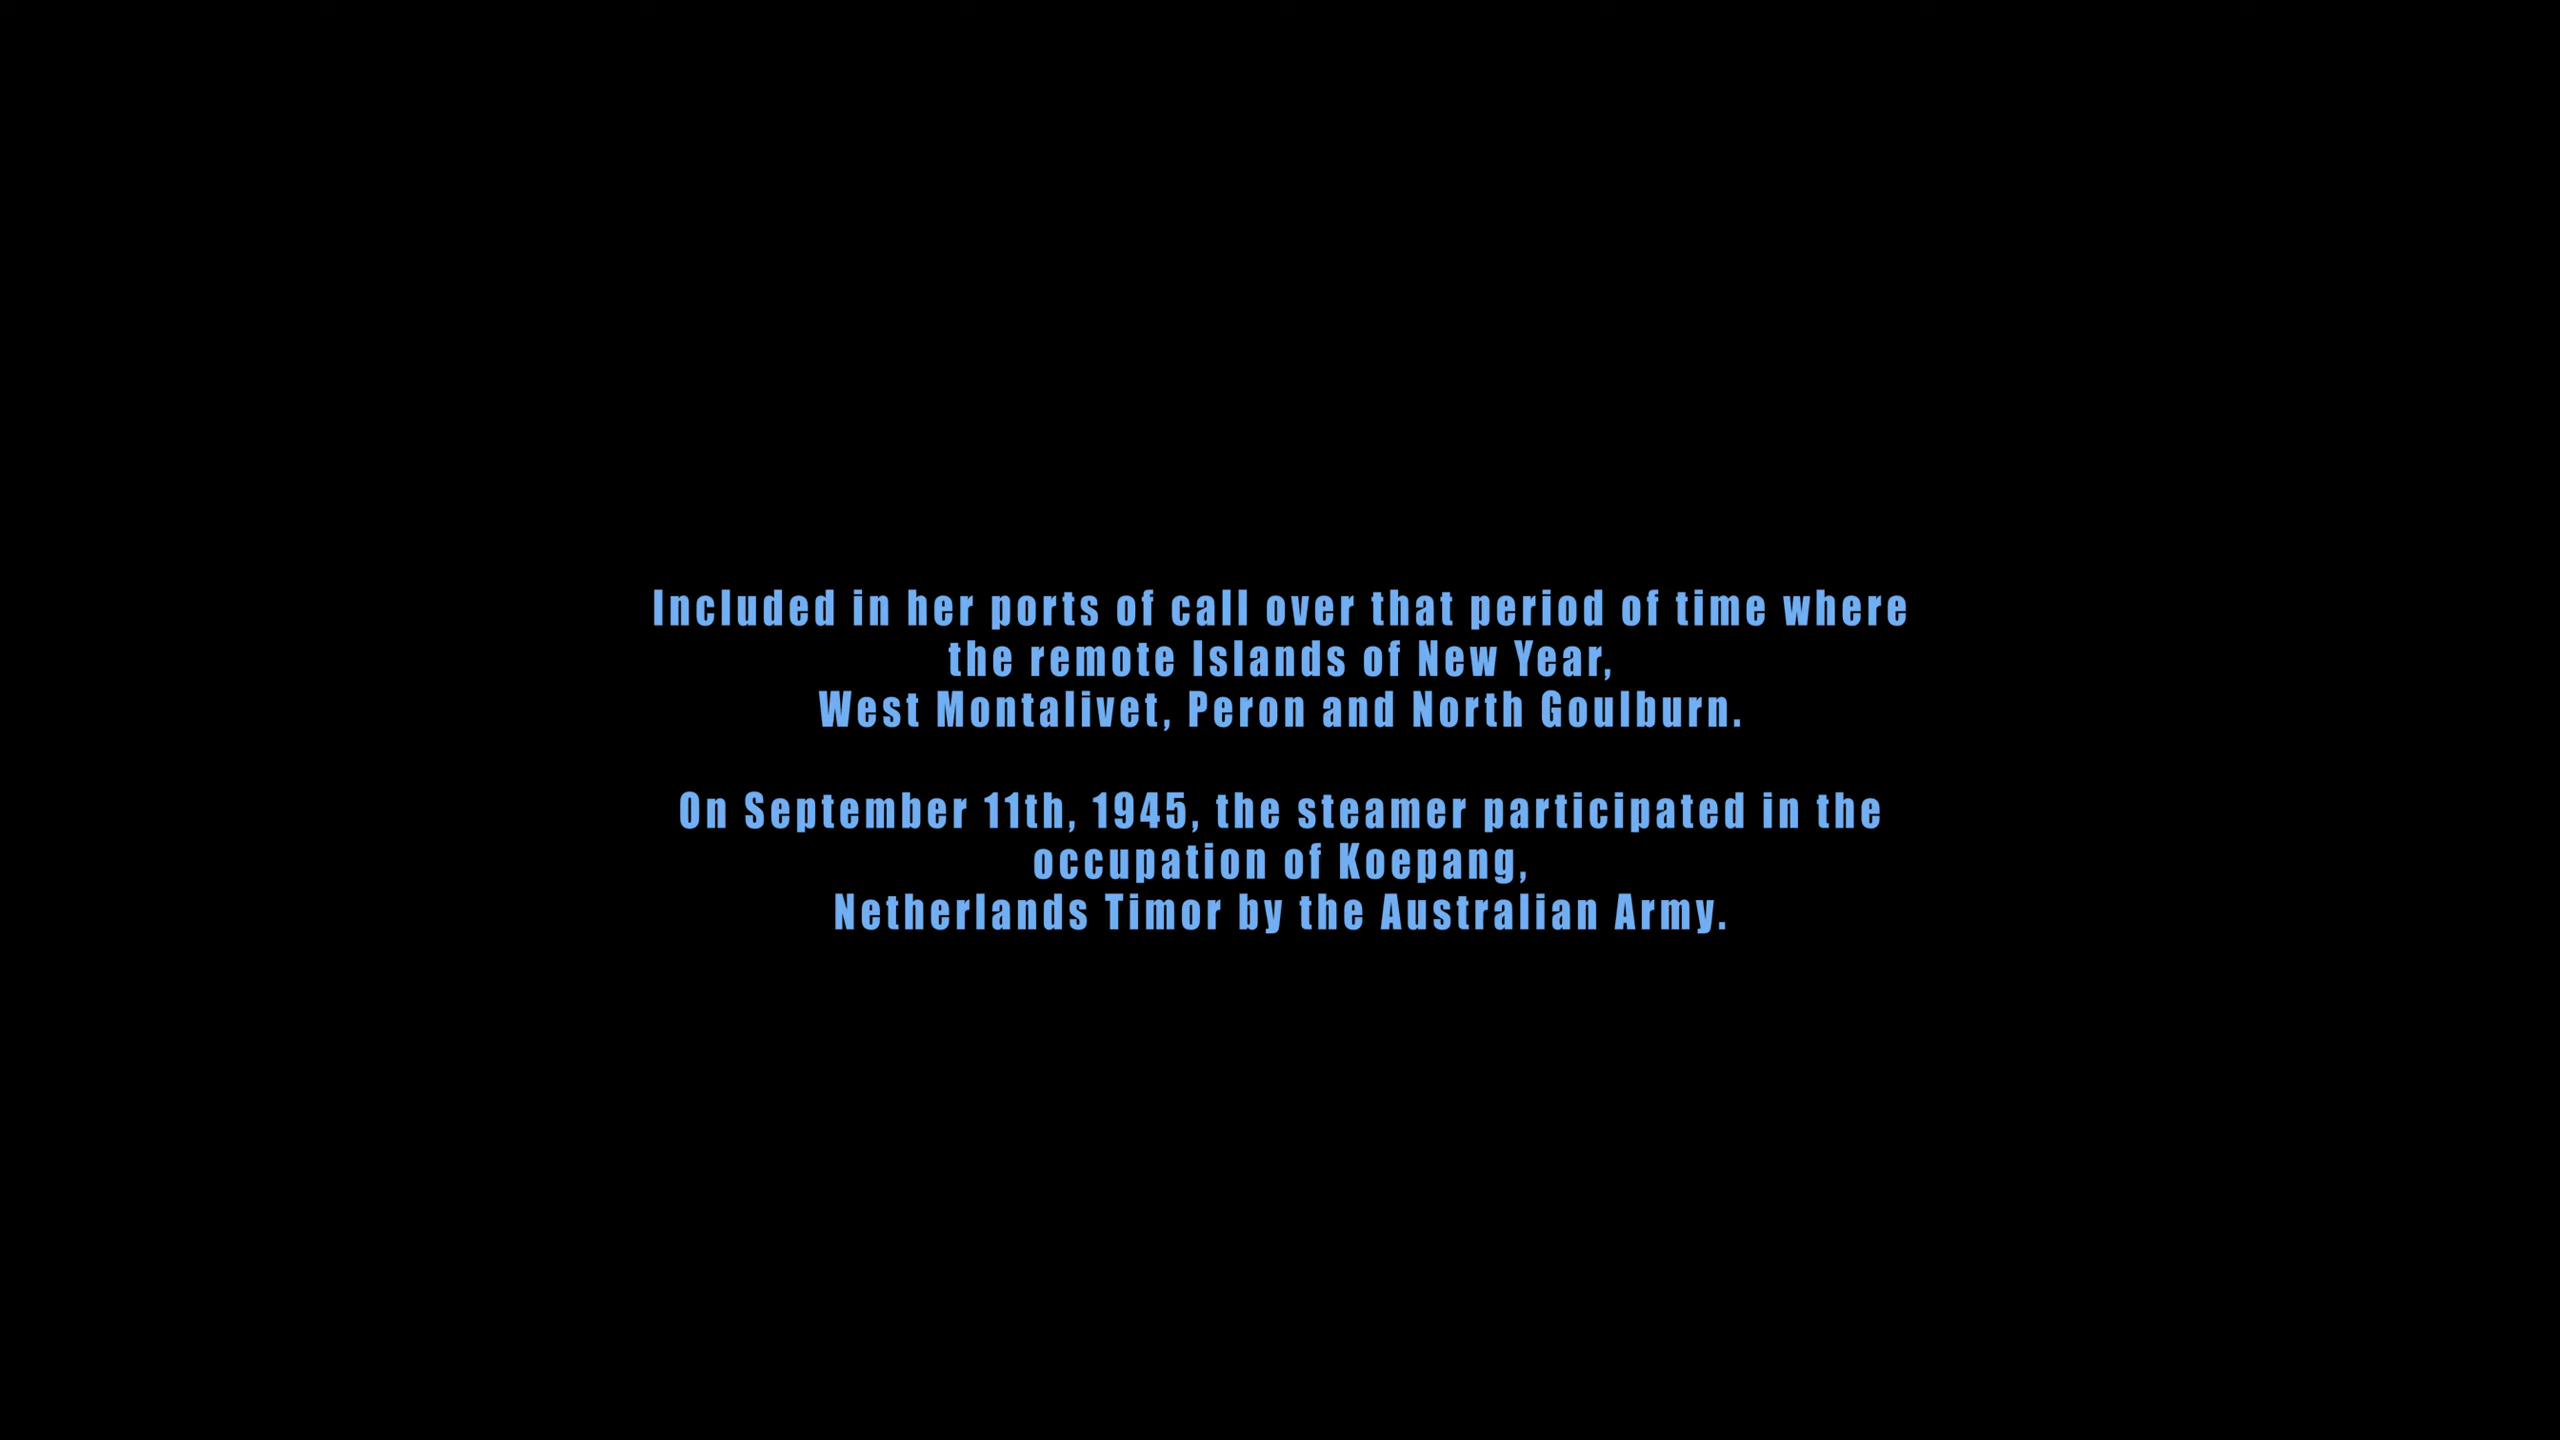 Included in her ports of call over that period of time where
the remote Islands of New Year,
West Montalivet, Peron and North Goulburn.
On September 11th, 1945, the steamer participated in the
occupation of Koepang,
Netherlands Timor by the Australian Army.